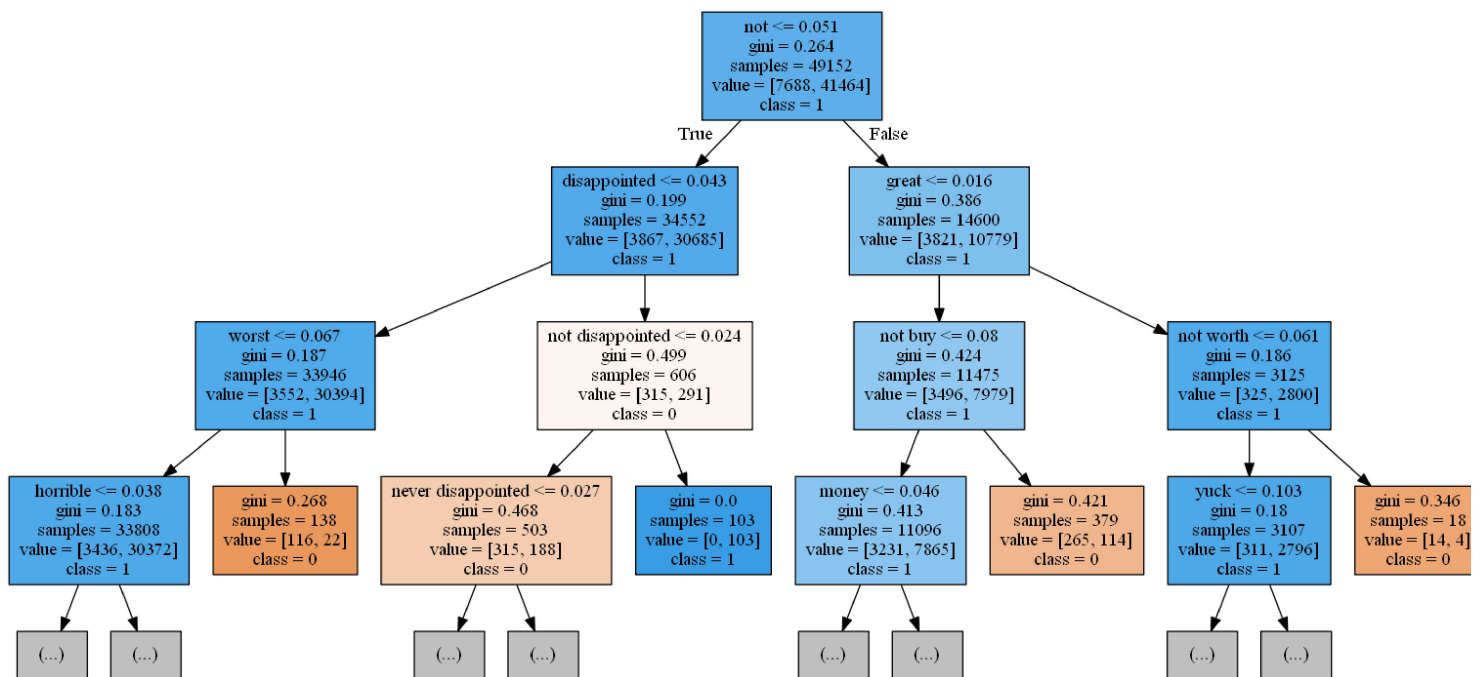 not <= 0.051
gini = 0.264
samples = 49152
value = [7688, 41464]
class = 1
True
False
disappointed <= 0.043
gini = 0.199
samples = 34552
value = [3867, 30685]
class = 1
great <= 0.016
gini = 0.386
samples = 14600
value = [3821, 10779]
class = 1
worst <= 0.067
gini = 0.187
samples = 33946
value = [3552, 30394]
class = 1
not disappointed <= 0.024
gini = 0.499
samples = 606
value = [315, 291]
class = 0
not buy <= 0.08
gini = 0.424
samples = 11475
value = [3496, 7979]
class = 1
not worth <= 0.061
gini = 0.186
samples = 3125
value = [325, 2800]
class = 1
horrible <= 0.038
gini = 0.183
samples = 33808
value = [3436, 30372]
class = 1
gini = 0.268
samples = 138
value = [116, 22]
class = 0
never disappointed <= 0.027
gini = 0.468
samples = 503
value = [315, 188]
class = 0
gini = 0.0
samples = 103
value = [0, 103]
class = 1
money <= 0.046
gini = 0.413
samples = 11096
value = [3231, 7865]
class = 1
gini = 0.421
samples = 379
value = [265, 114]
class = 0
yuck <= 0.103
gini = 0.18
samples = 3107
value = [311, 2796]
class = 1
gini = 0.346
samples = 18
value = [14, 4]
class = 0
(...)
(...)
(...)
(...)
(...)
(...)
(...)
(...)